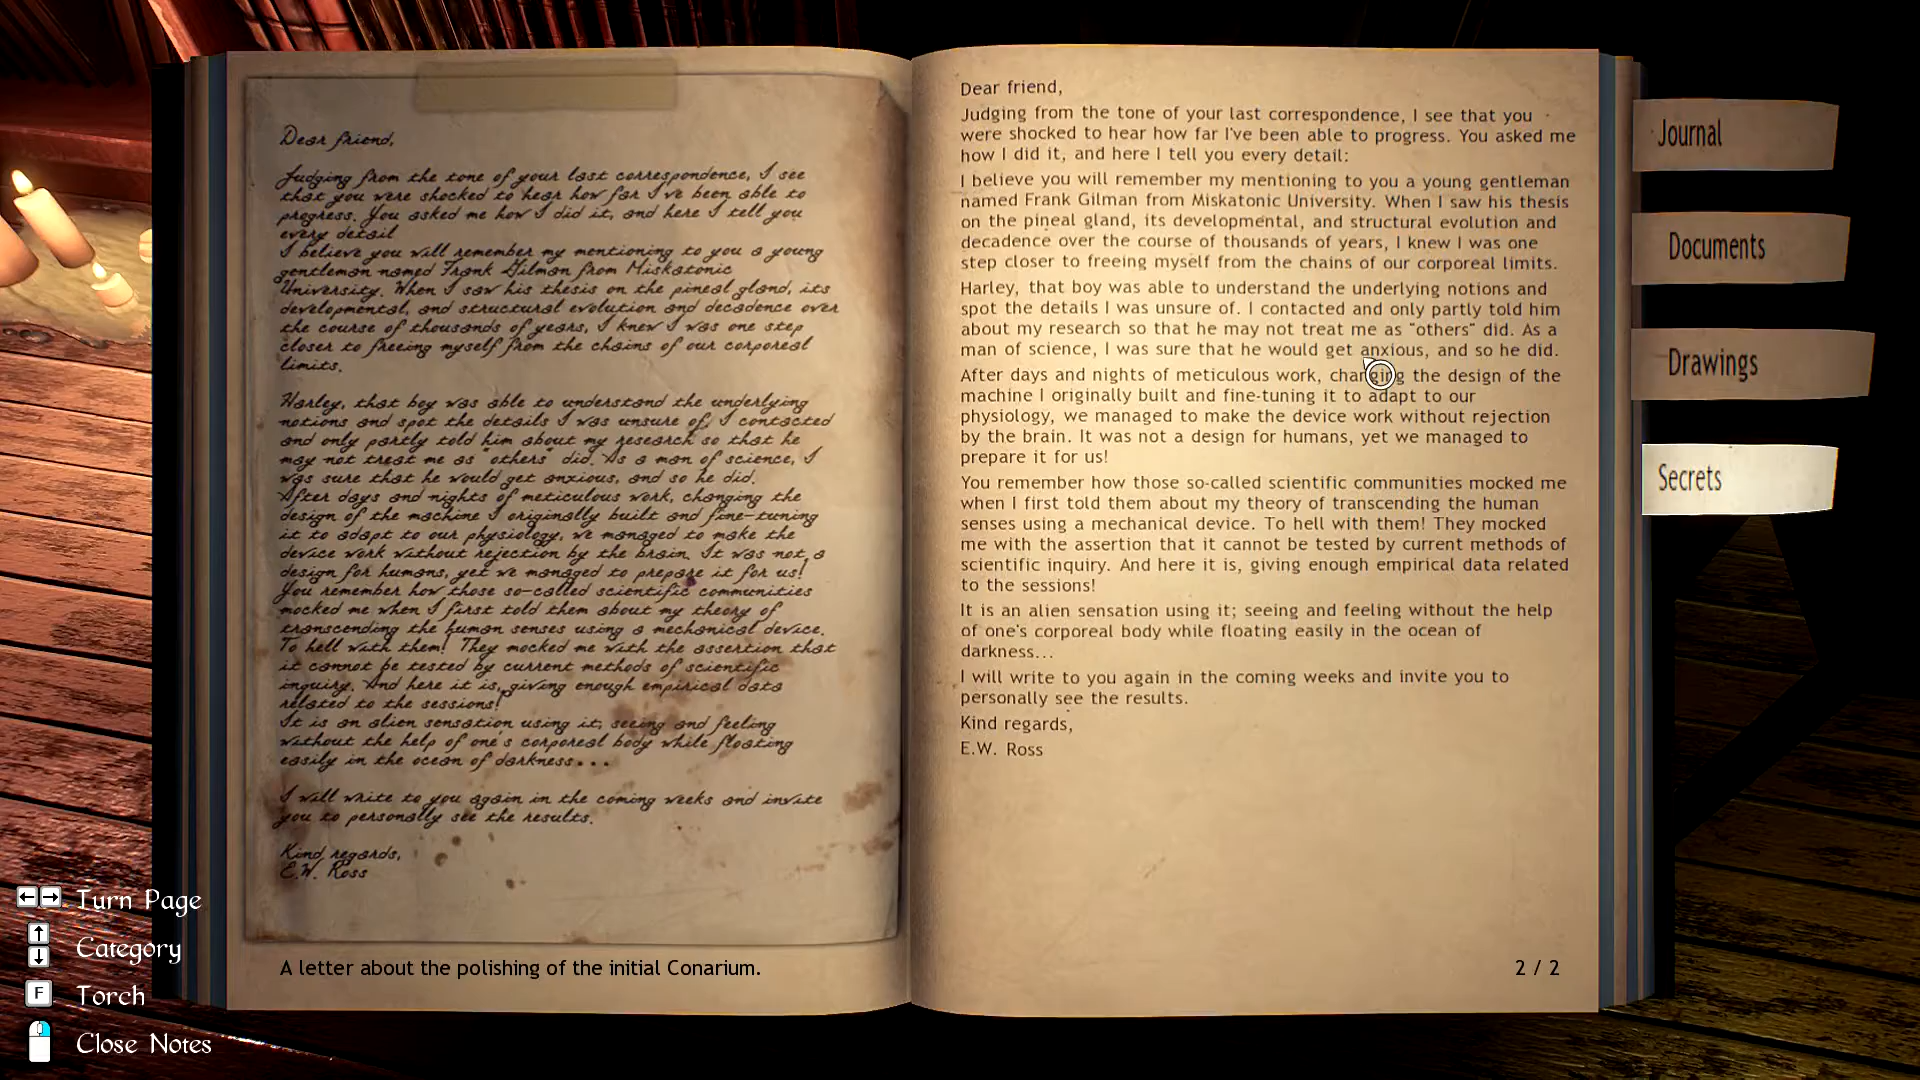 Dear friend,
Judging from the tone of your last correspondence, I see
that you were shocked to hear how far I've been able to
progress. You asked me how I did it, and here I tell you
every detail
I believe you will remember my mentioning to you a young
gentleman named Frank Gilman from Miskatonic
University. When I saw his thesis on the pineal gland, its
developmental, and structural evolution and decadence over
the course of thousands of years, I knew I was one step
closer to freeing myself from the chains of our corporeal
limits.
Harley, that boy was able to understand the underlying
notions and spot the details I was unsure of. I contacted
and only partly told him about my research so that he
may not treat me as "others" did. As a man of science, I
was sure that he would get anxious, and so he did.
After days and nights of meticulous work, changing the
design of the machine I originally built and fine-tuning
it to adapt to our physiology, we managed to make the
device work without rejection by the brain. It was not a
design for humans, yet we managed to prepare it for us!
You remember how those so-called scientific communities
mocked me when I first told them about my theory of
transcending the human senses using a mechanical device.
To hell with them! They mocked me with the assertion that
it cannot be tested by current methods of scientific
inquiry. And here it is, giving enough empirical data
related to the sessions!
It is an alien sensation using it; seeing and feeling
without the help of one's corporeal body while floating
easily in the ocean of darkness...
I will write to you again in the coming weeks and invite
you to personally see the results.
Kind regards,
E.W. Ross
A letter about the polishing of the initial Conarium.
Dear friend,
Judging from the tone of your last correspondence, I see that you
were shocked to hear how far I've been able to progress. You asked me
how I did it, and here I tell you every detail:
I believe you will remember my mentioning to you a young gentleman
named Frank Gilman from Miskatonic University. When I saw his thesis
on the pineal gland, its developmental, and structural evolution and
decadence over the course of thousands of years, I knew I was one
step closer to freeing myself from the chains of our corporeal limits.
Harley, that boy was able to understand the underlying notions and
spot the details I was unsure of. I contacted and only partly told him
about my research so that he may not treat me as "others" did. As a
man of science, I was sure that he would get anxious, and so he did.
After days and nights of meticulous work, changing the design of the
machine I originally built and fine-tuning it to adapt to our
physiology, we managed to make the device work without rejection
by the brain. It was not a design for humans, yet we managed to
prepare it for us!
You remember how those so-called scientific communities mocked me
when I first told them about my theory of transcending the human
senses using a mechanical device. To hell with them! They mocked
me with the assertion that it cannot be tested by current methods of
scientific inquiry. And here it is, giving enough empirical data related
to the sessions!
It is an alien sensation using it; seeing and feeling without the help
of one's corporeal body while floating easily in the ocean of
darkness...
I will write to you again in the coming weeks and invite you to
personally see the results.
Kind regards,
E.W. Ross
2 / 2
Journal
Documents
Drawings
Secrets
Turn Page
Category
F Torch
Close Notes